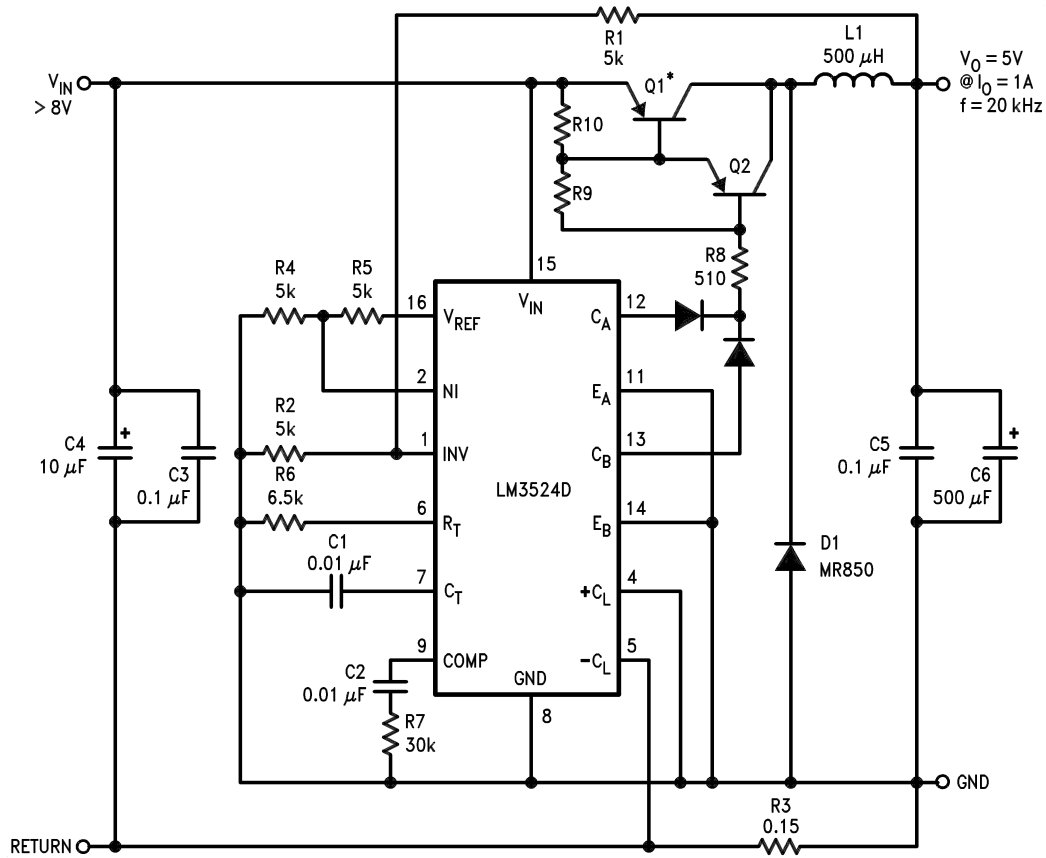 R1
5k
L1
500 μH
V_O = 5V
@ I_O = 1A
f = 20 kHz
V_IN
> 8V
Q1*
R10
Q2
R9
R8
510
15
V_IN
R4
5k
R5
5k
16
V_REF
12
C_A
2
NI
11
E_A
R2
5k
1
INV
13
C_B
C4
+
10 μF
C3
0.1 μF
C5
0.1 μF
+
C6
500 μF
LM3524D
R6
6.5k
6
R_T
14
E_B
C1
0.01 μF
7
C_T
4
+C_L
D1
MR850
9
COMP
5
−C_L
C2
0.01 μF
GND
8
R7
30k
GND
R3
0.15
RETURN